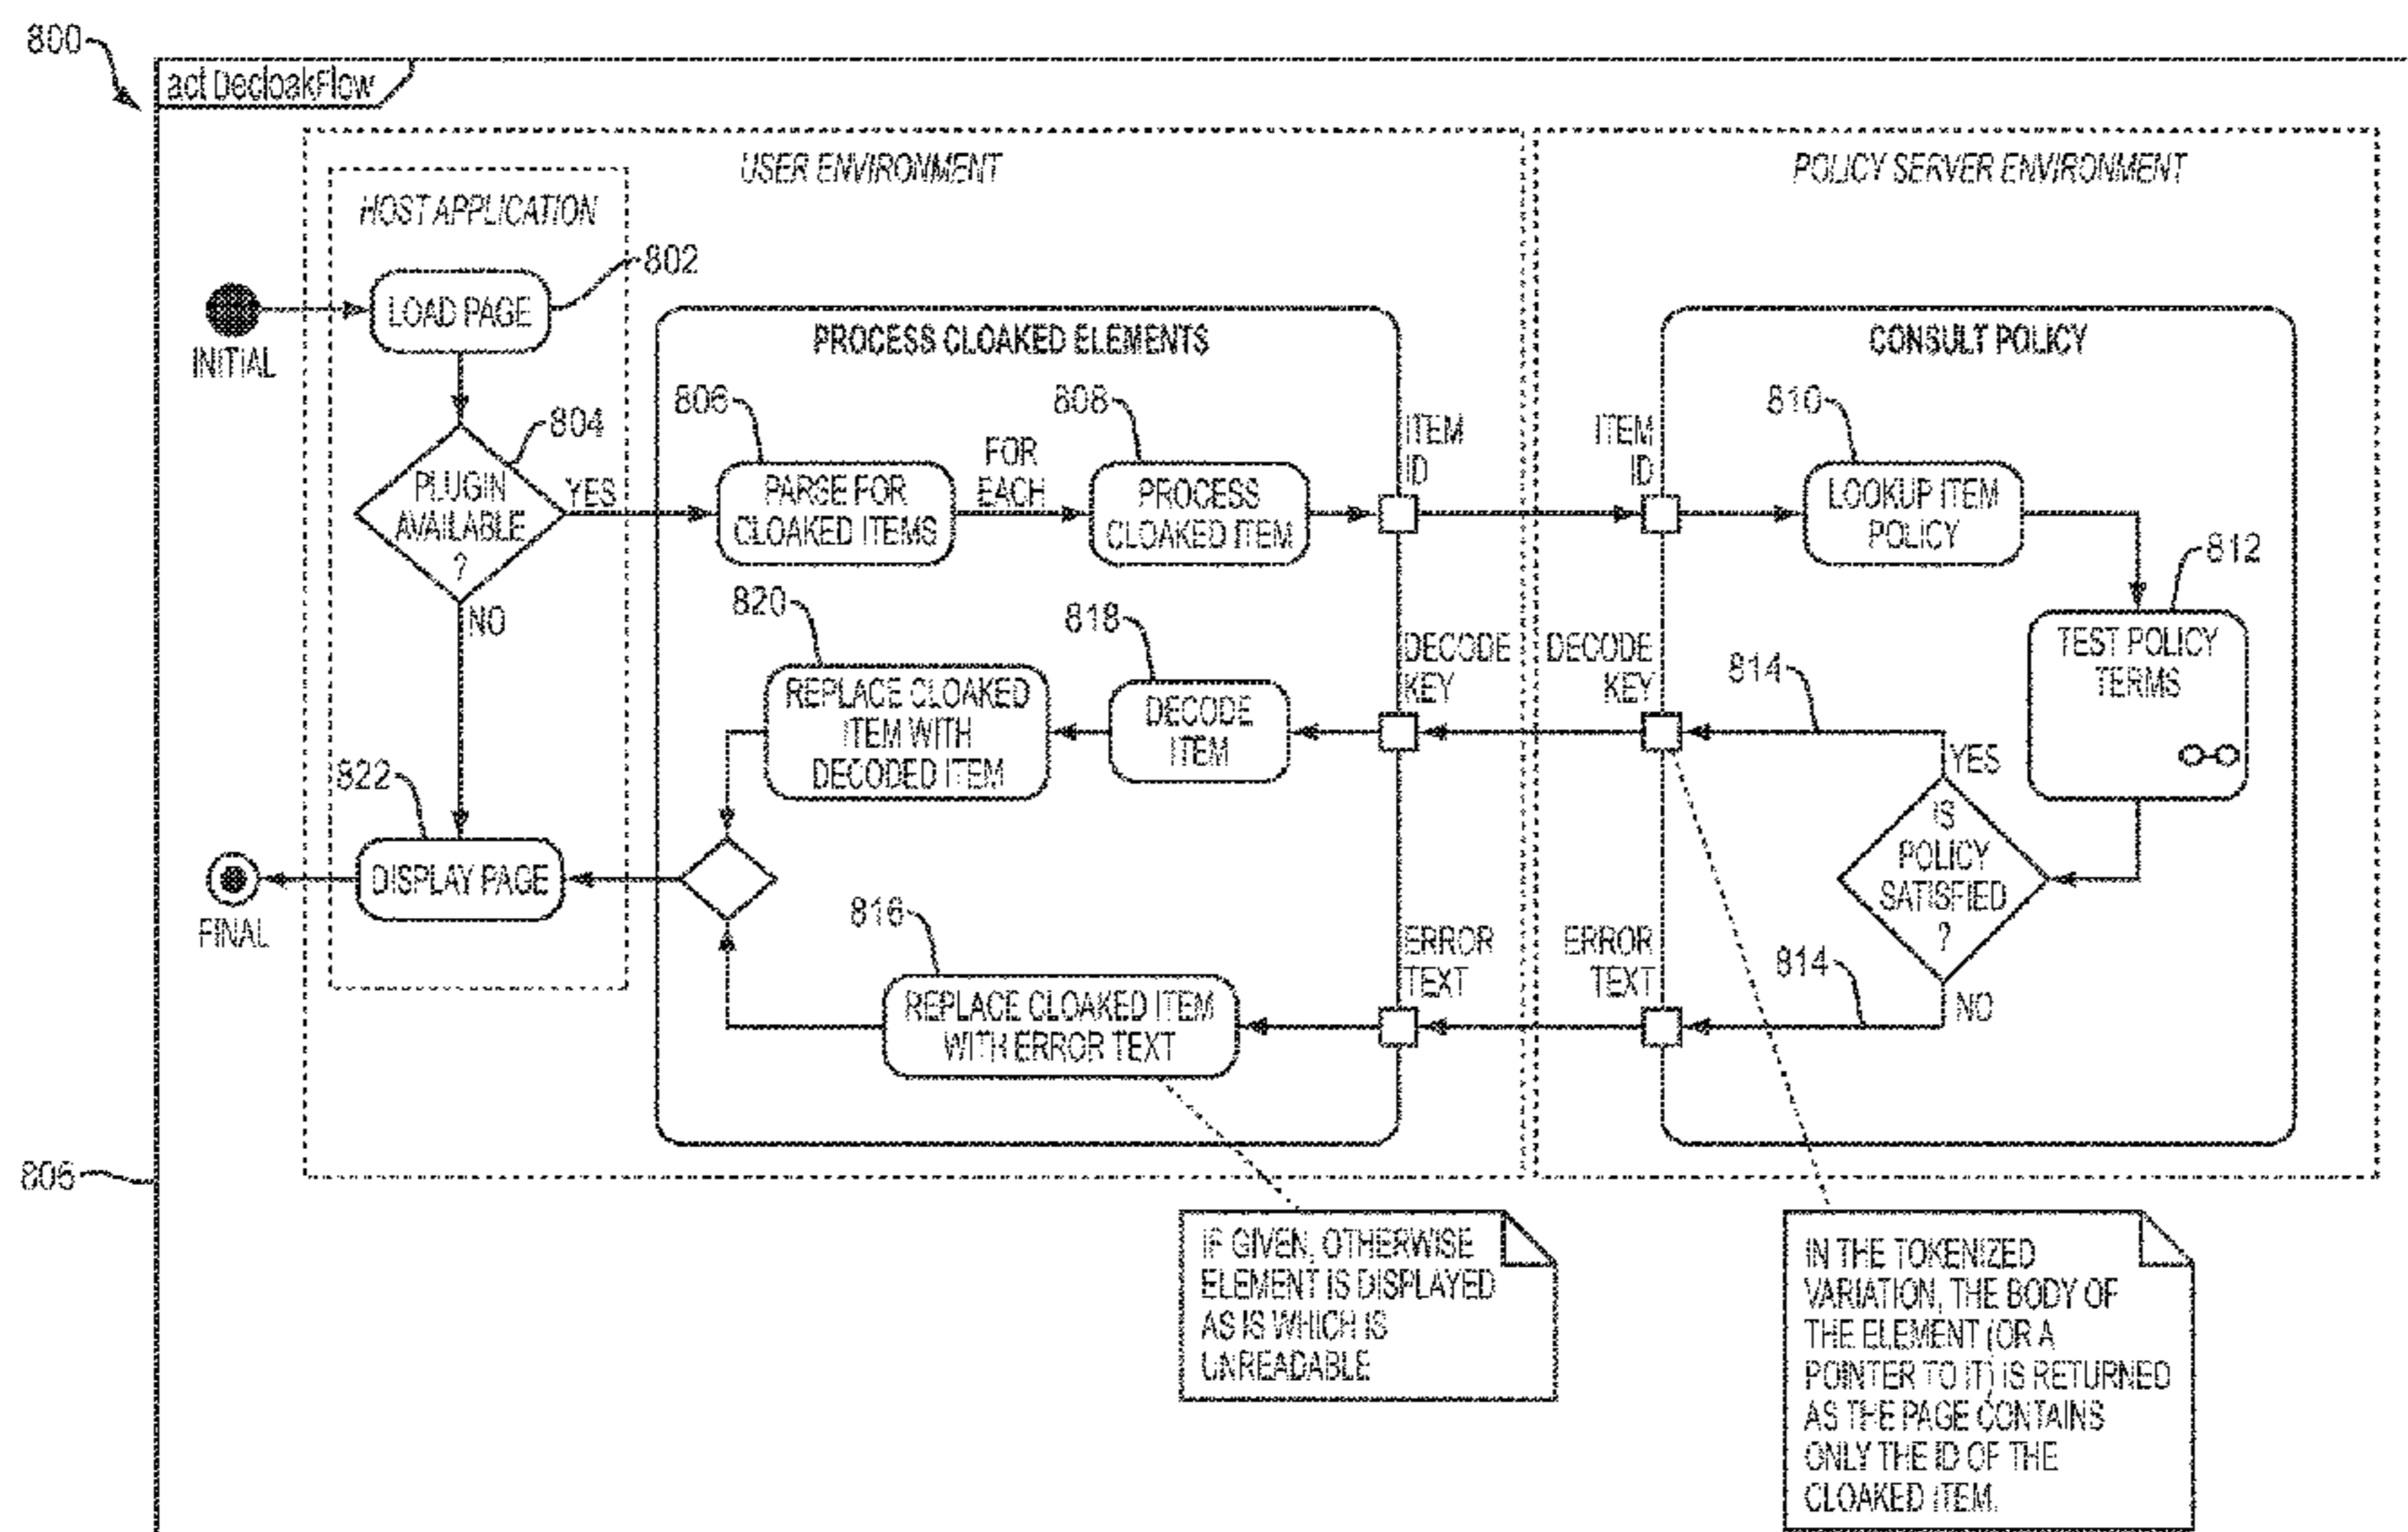 800
act DecloakFlow
USER ENVIRONMENT
POLICY SERVER ENVIRONMENT
HOST APPLICATION
802
LOAD PAGE
INITIAL
PROCESS CLOAKED ELEMENTS
CONSULT POLICY
804
PLUGIN
AVAILABLE
?
YES
NO
806
PARSE FOR
CLOAKED ITEMS
FOR
EACH
808
PROCESS
CLOAKED ITEM
ITEM
ID
ITEM
ID
810
LOOKUP ITEM
POLICY
812
TEST POLICY
TERMS
820
REPLACE CLOAKED
ITEM WITH
DECODED ITEM
818
DECODE
ITEM
DECODE
KEY
DECODE
KEY
814
YES
IS
POLICY
SATISFIED
?
NO
814
822
DISPLAY PAGE
FINAL
816
REPLACE CLOAKED ITEM
WITH ERROR TEXT
ERROR
TEXT
ERROR
TEXT
806
IF GIVEN, OTHERWISE
ELEMENT IS DISPLAYED
AS IS WHICH IS
UNREADABLE
IN THE TOKENIZED
VARIATION, THE BODY OF
THE ELEMENT (OR A
POINTER TO IT) IS RETURNED
AS THE PAGE CONTAINS
ONLY THE ID OF THE
CLOAKED ITEM.